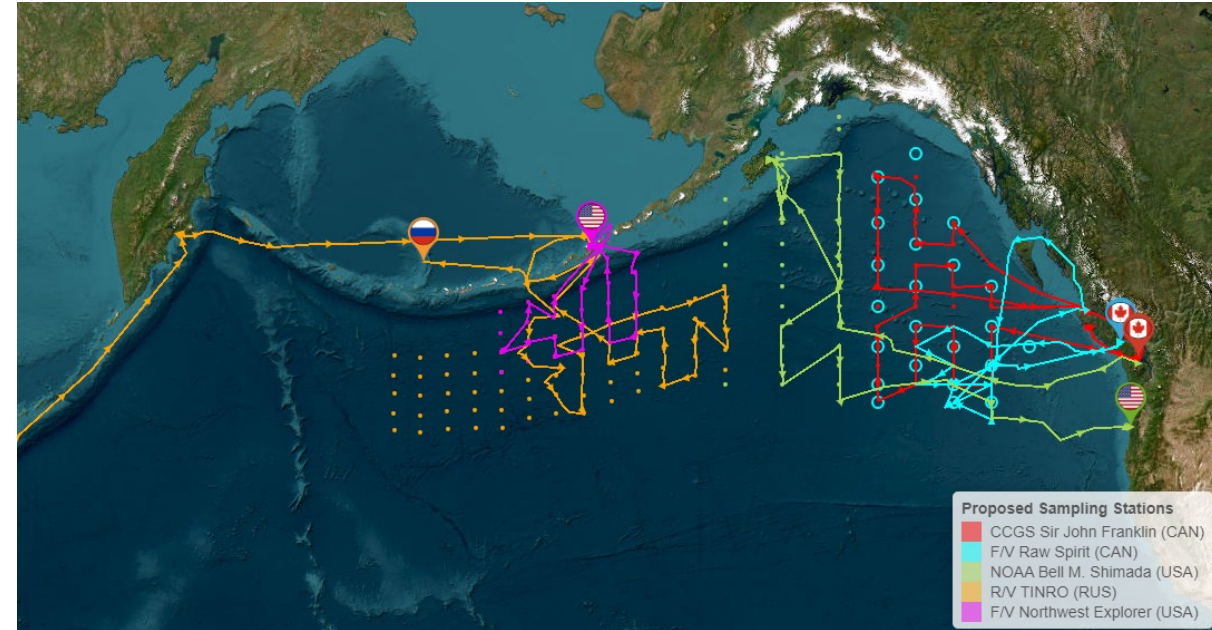 Proposed Sampling Stations
CCGS Sir John Franklin (CAN)
F/V Raw Spirit (CAN)
NOAA Bell M. Shimada (USA)
R/V TINRO (RUS)
F/V Northwest Explorer (USA)